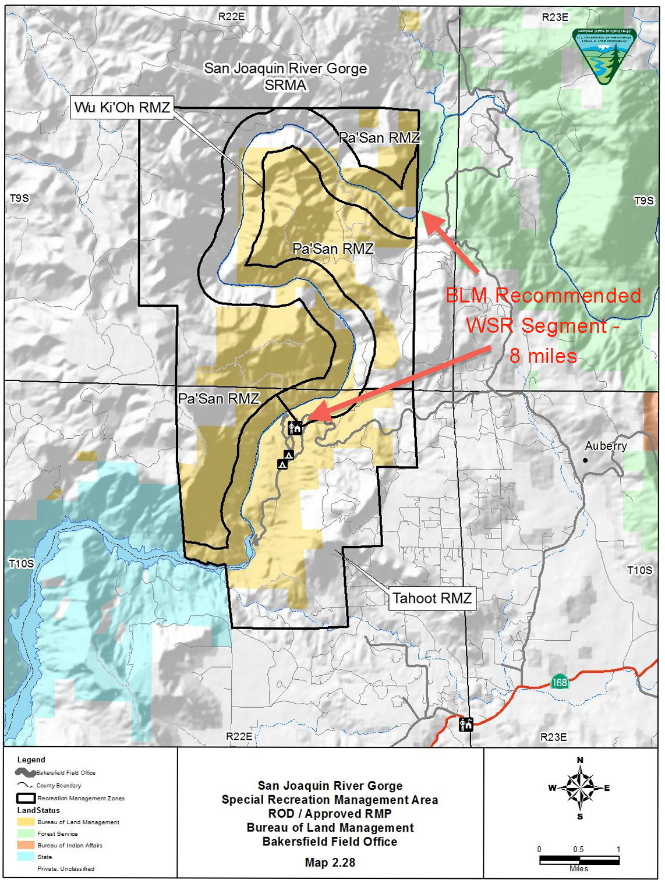 R22E
R23E
San Joaquin River Gorge
SRMA
Wu Ki'Oh RMZ
Pa'San RMZ
T9S
T9S
Pa'San RMZ
BLM Recommended
WSR Segment -
8 miles
Pa'San RMZ
Auberry
T10S
T10S
Tahoot RMZ
168
R22E
R23E
Legend
Bakersfield Field Office
County Boundary
Recreation Management Zones
LandStatus
Bureau of Land Management
Forest Service
Bureau of Indian Affairs
State
Private, Unclassified
San Joaquin River Gorge
Special Recreation Management Area
ROD / Approved RMP
Bureau of Land Management
Bakersfield Field Office
Map 2.28
N
W
E
S
0 0.5 1
Miles